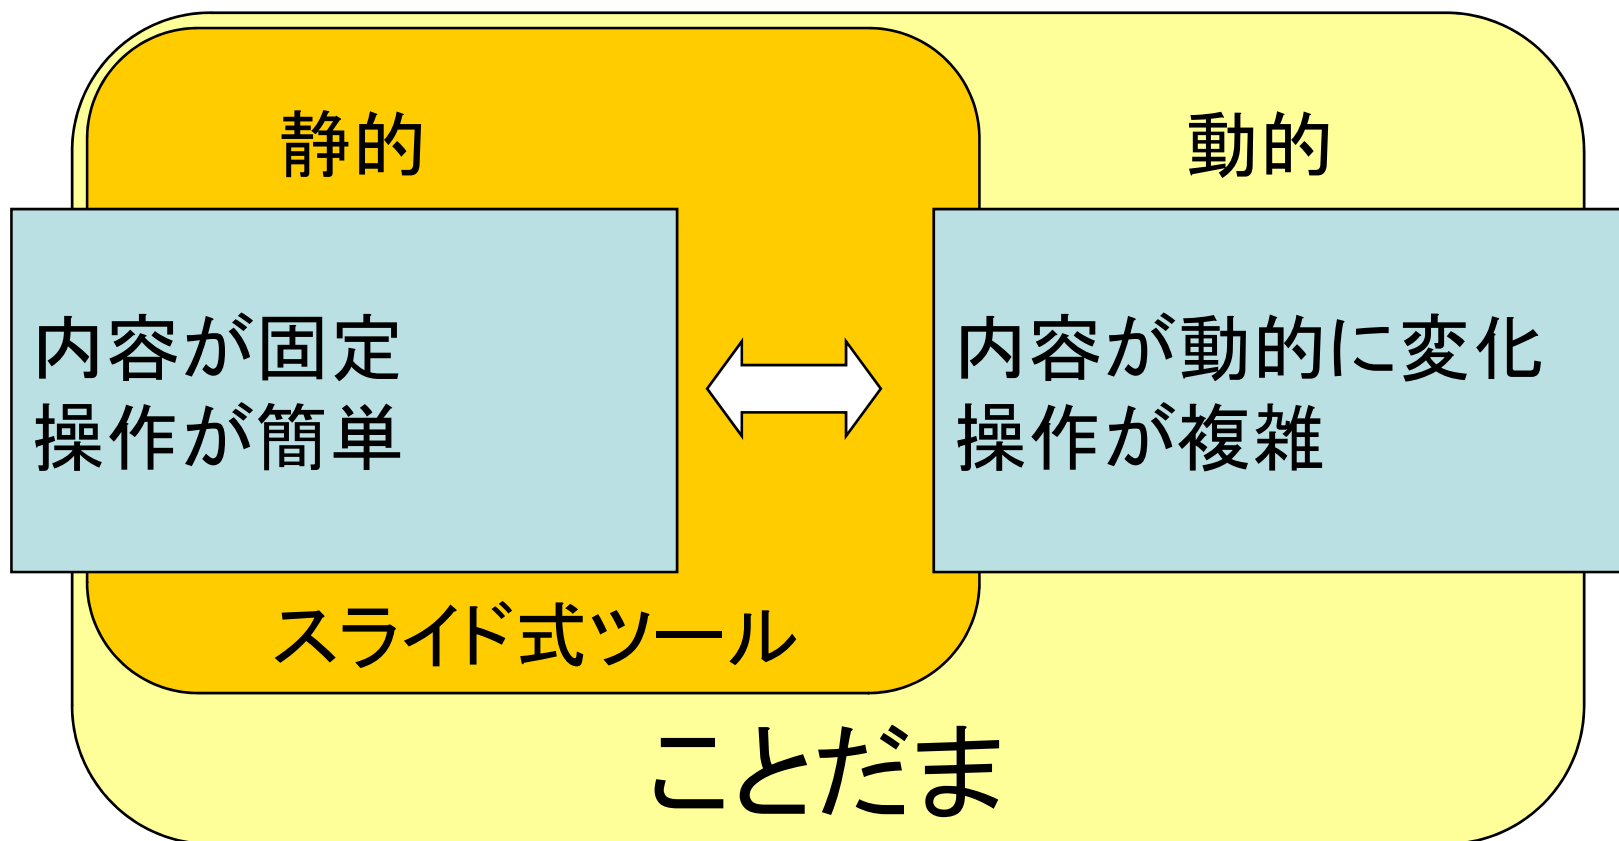 静的
動的
内容が固定
操作が簡単
内容が動的に変化
操作が複雑
スライド式ツール
ことだま